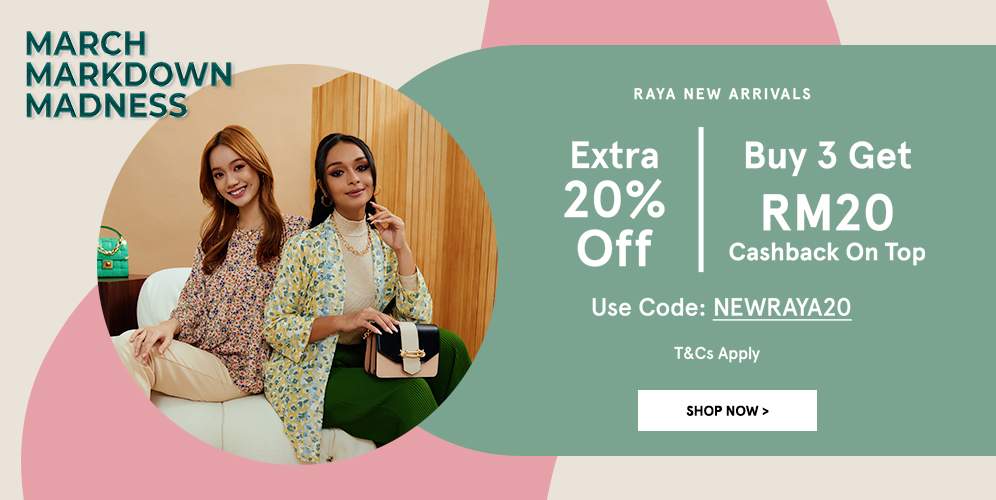 MARCH
MARKDOWN
MADNESS
RAYA NEW ARRIVALS
Extra
20%
Off
Buy 3 Get
RM20
Cashback On Top
Use Code: NEWRAYA20
T&Cs Apply
SHOP NOW >